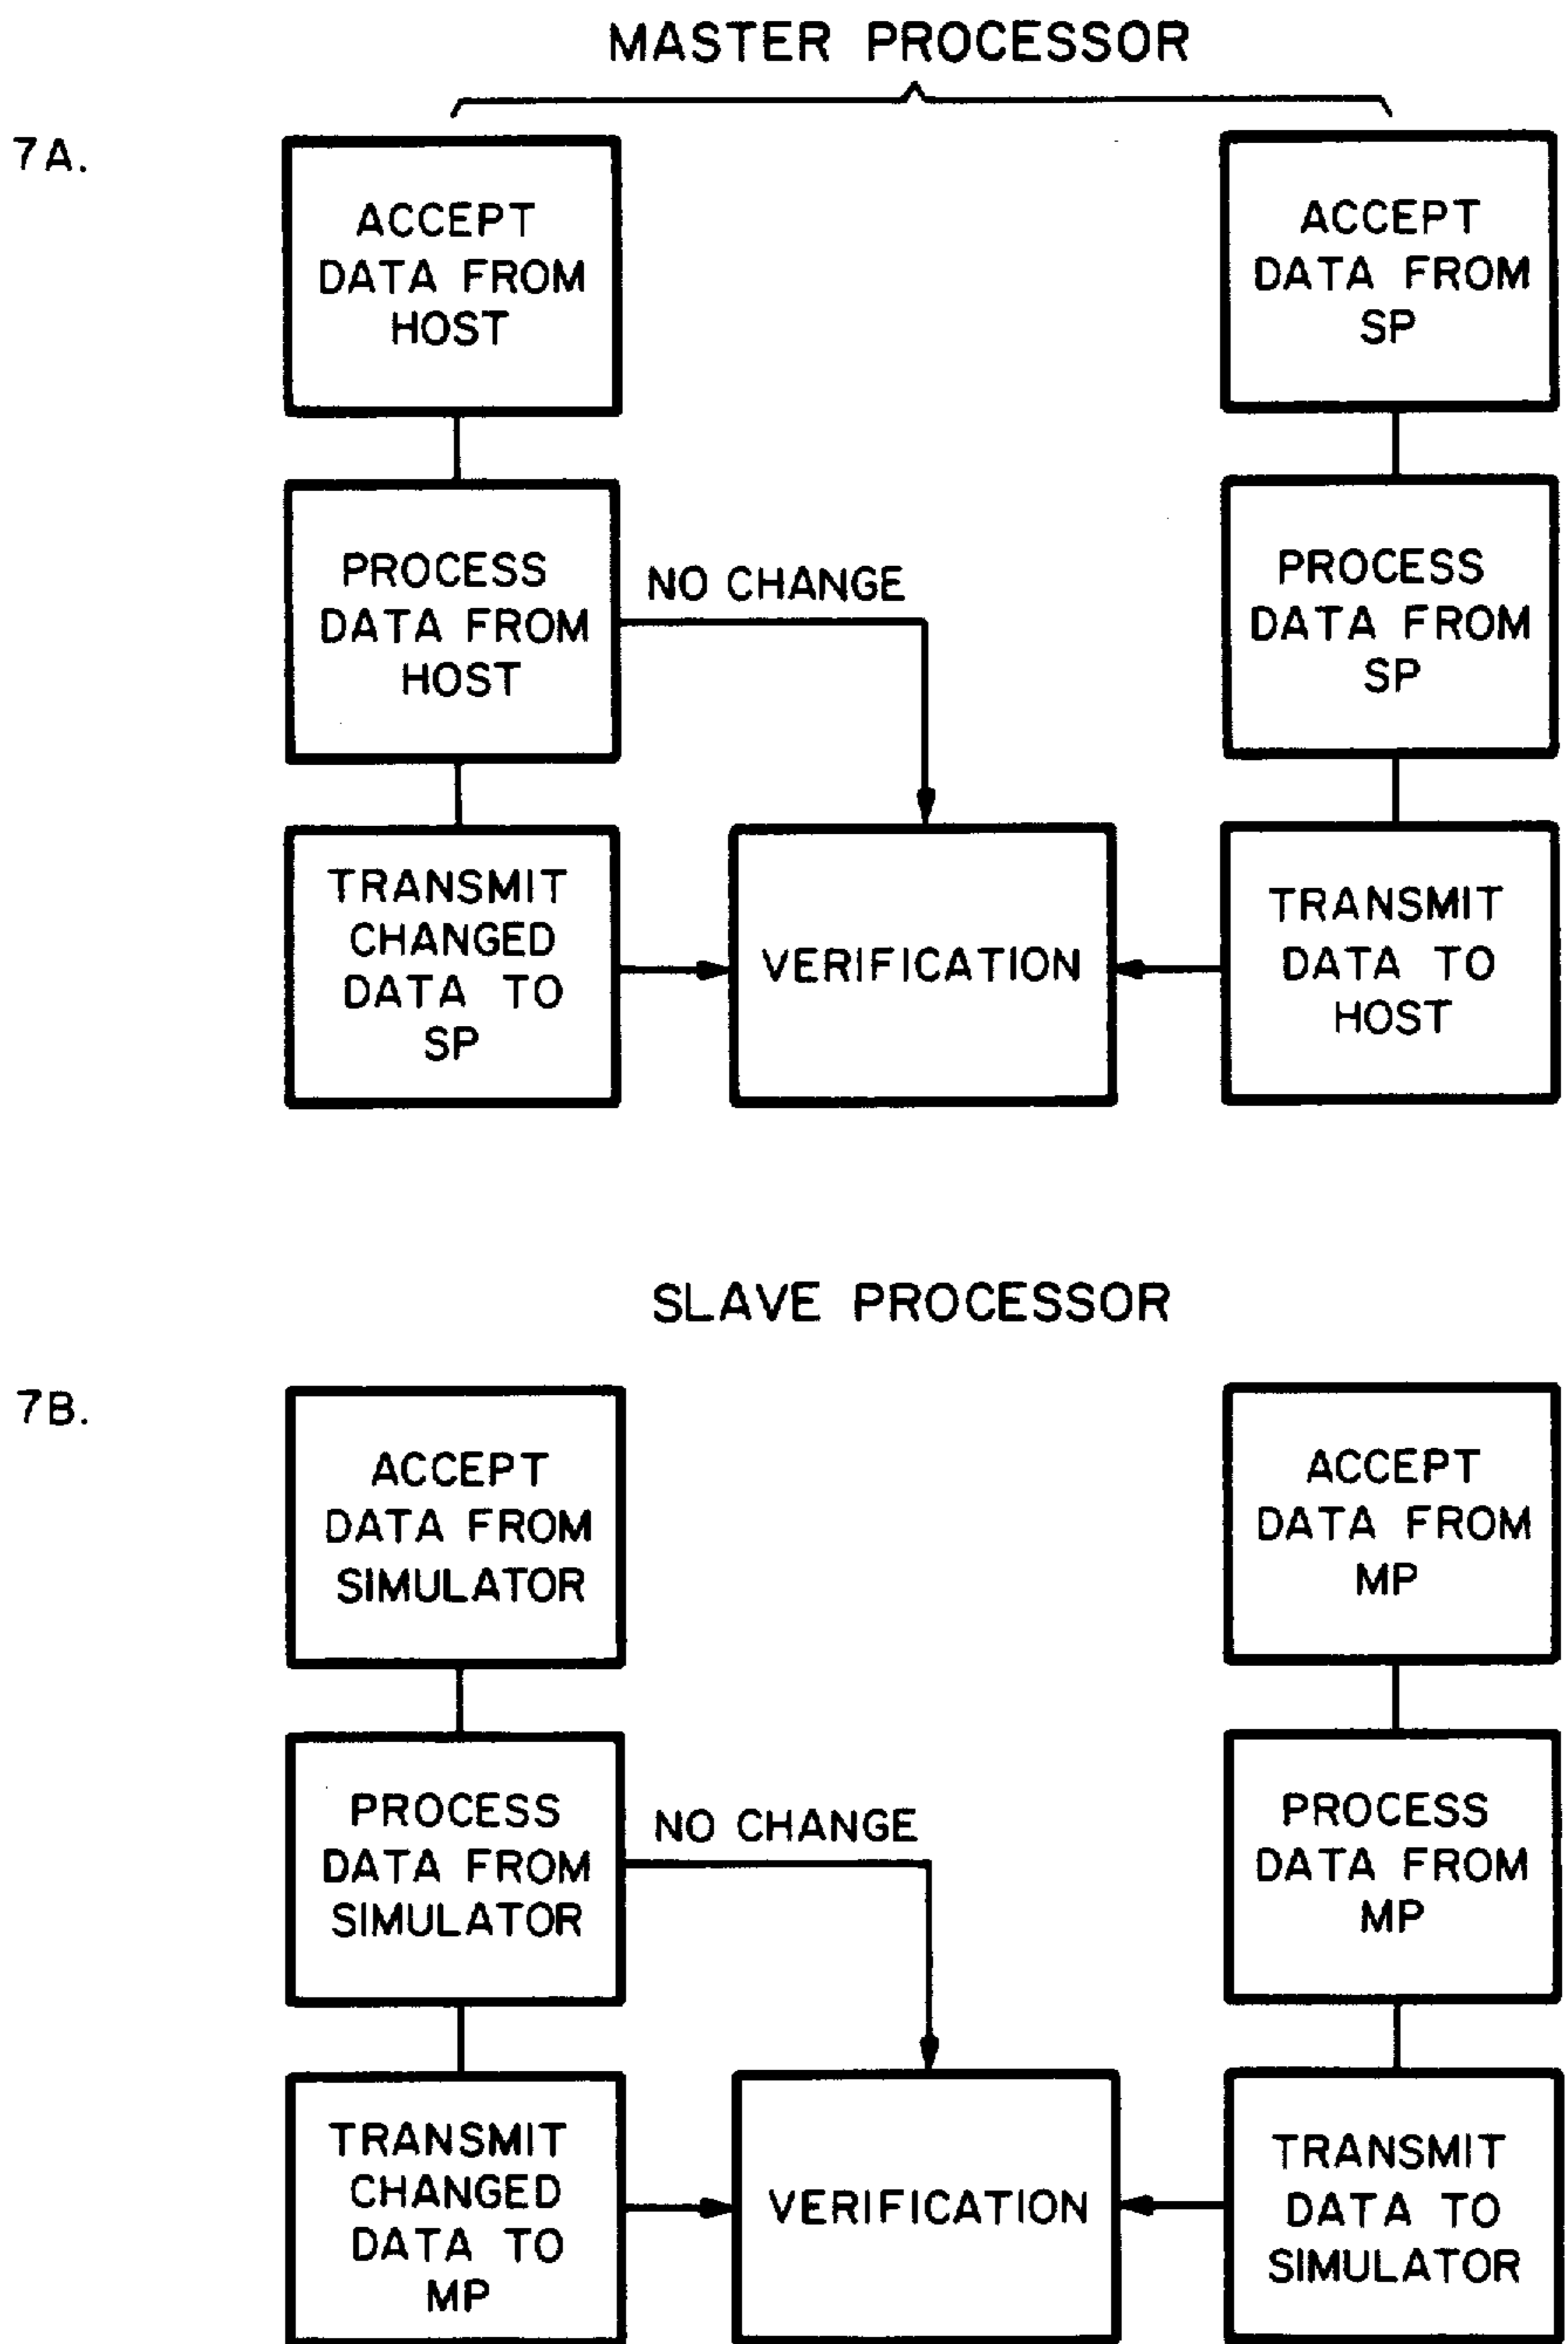 MASTER PROCESSOR
7A.
ACCEPT
DATA FROM
HOST
ACCEPT
DATA FROM
SP
PROCESS
DATA FROM
HOST
NO CHANGE
PROCESS
DATA FROM
SP
TRANSMIT
CHANGED
DATA TO
SP
VERIFICATION
TRANSMIT
DATA TO
HOST
SLAVE PROCESSOR
7B.
ACCEPT
DATA FROM
SIMULATOR
ACCEPT
DATA FROM
MP
PROCESS
DATA FROM
SIMULATOR
NO CHANGE
PROCESS
DATA FROM
MP
TRANSMIT
CHANGED
DATA TO
MP
VERIFICATION
TRANSMIT
DATA TO
SIMULATOR